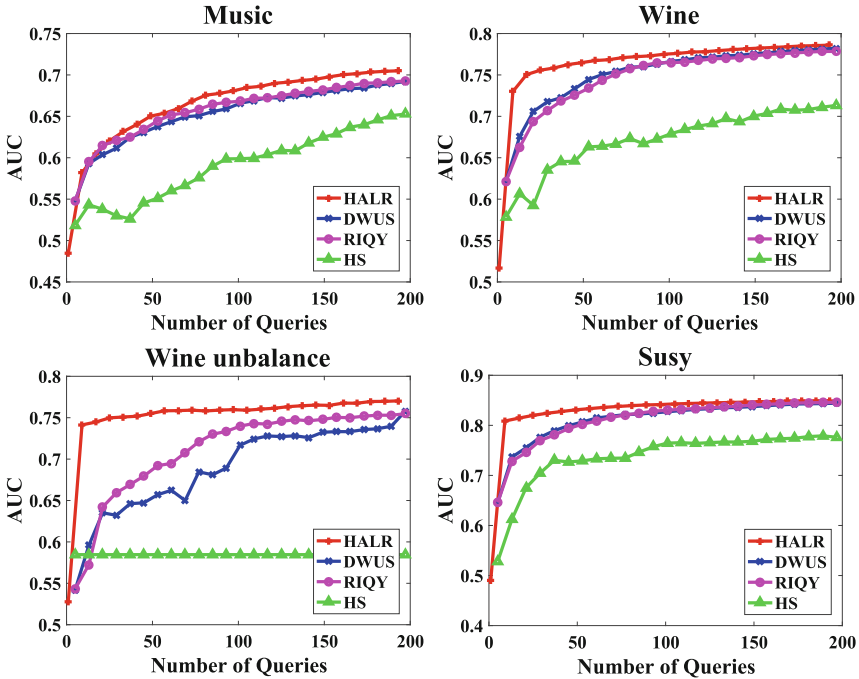 Music
0.75
0.7
0.65
0.6
0.55
0.5
0.45
AUC
0 50 100 150 200
Number of Queries
HALR
DWUS
RIQY
HS
Wine
0.8
0.75
0.7
0.65
0.6
0.55
0.5
AUC
0 50 100 150 200
Number of Queries
HALR
DWUS
RIQY
HS
Wine unbalance
0.8
0.75
0.7
0.65
0.6
0.55
0.5
AUC
0 50 100 150 200
Number of Queries
HALR
DWUS
RIQY
HS
Susy
0.9
0.8
0.7
0.6
0.5
0.4
AUC
0 50 100 150 200
Number of Queries
HALR
DWUS
RIQY
HS